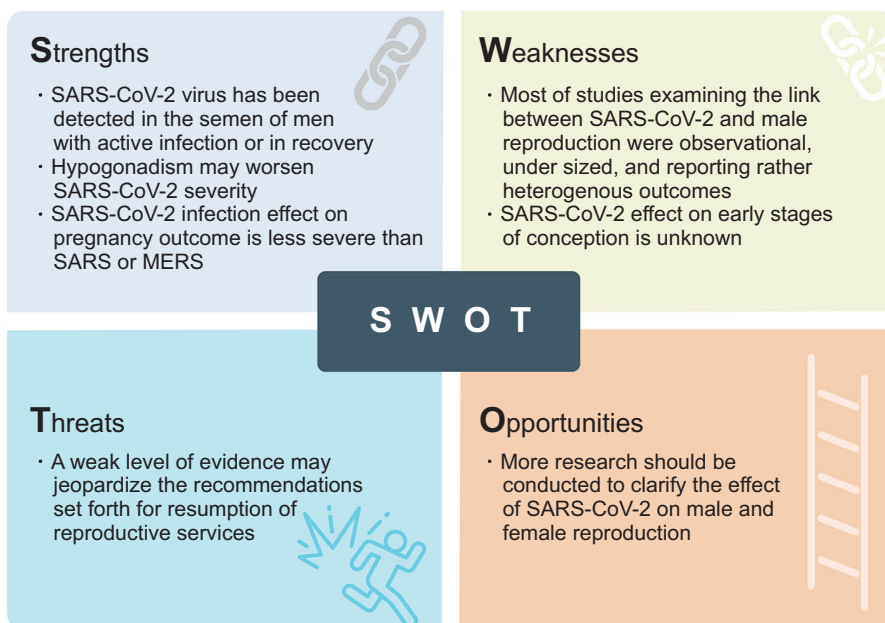 Strengths
· SARS-CoV-2 virus has been
detected in the semen of men
with active infection or in recovery
· Hypogonadism may worsen
SARS-CoV-2 severity
· SARS-CoV-2 infection effect on
pregnancy outcome is less severe than
SARS or MERS
Weaknesses
· Most of studies examining the link
between SARS-CoV-2 and male
reproduction were observational,
under sized, and reporting rather
heterogenous outcomes
· SARS-CoV-2 effect on early stages
of conception is unknown
S W O T
Threats
· A weak level of evidence may
jeopardize the recommendations
set forth for resumption of
reproductive services
Opportunities
· More research should be
conducted to clarify the effect
of SARS-CoV-2 on male and
female reproduction